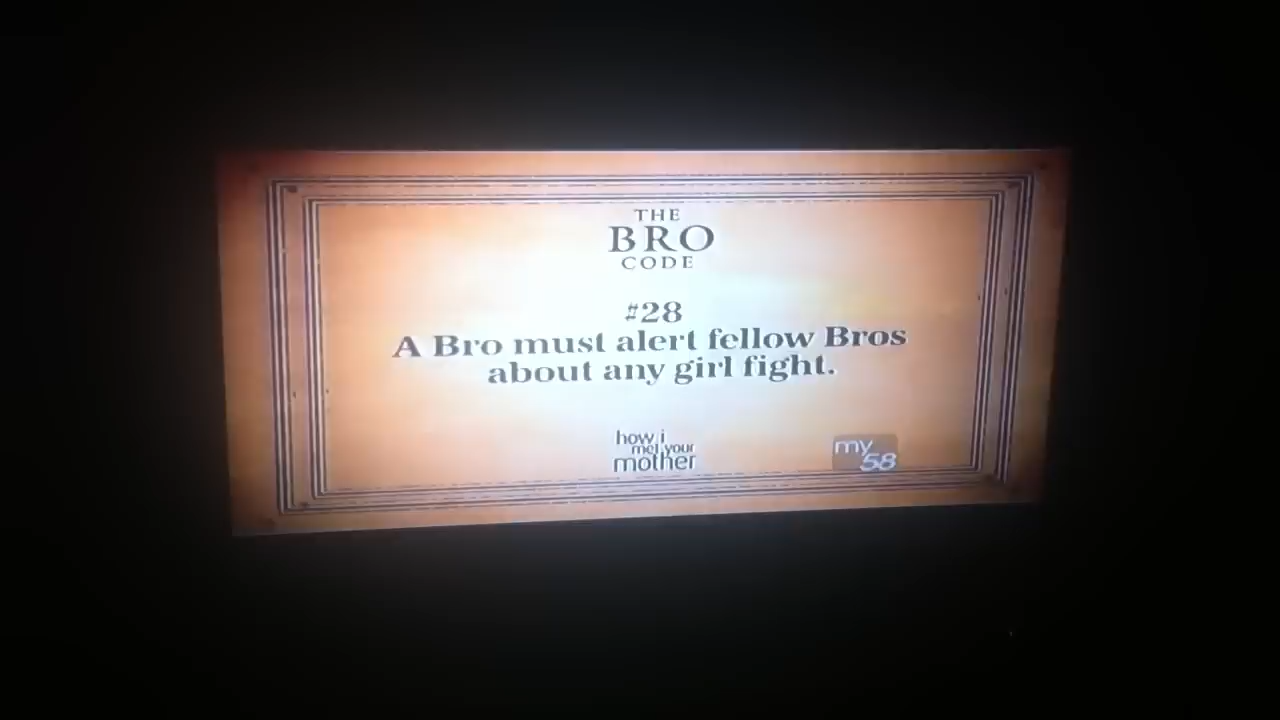 THE
BRO
CODE
#28
A Bro must alert fellow Bros
about any girl fight.
how i
met your
mother
my
58